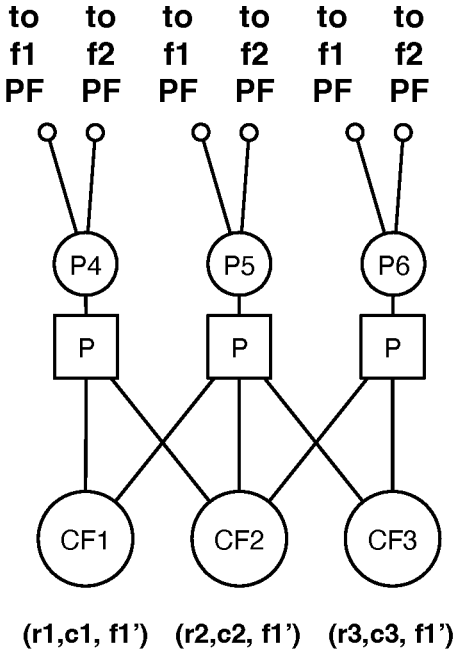 to to to to to to
f1 f2 f1 f2 f1 f2
PF PF PF PF PF PF
P4 P5 P6
P P P
CF1 CF2 CF3
(r1,c1, f1’) (r2,c2, f1’) (r3,c3, f1’)